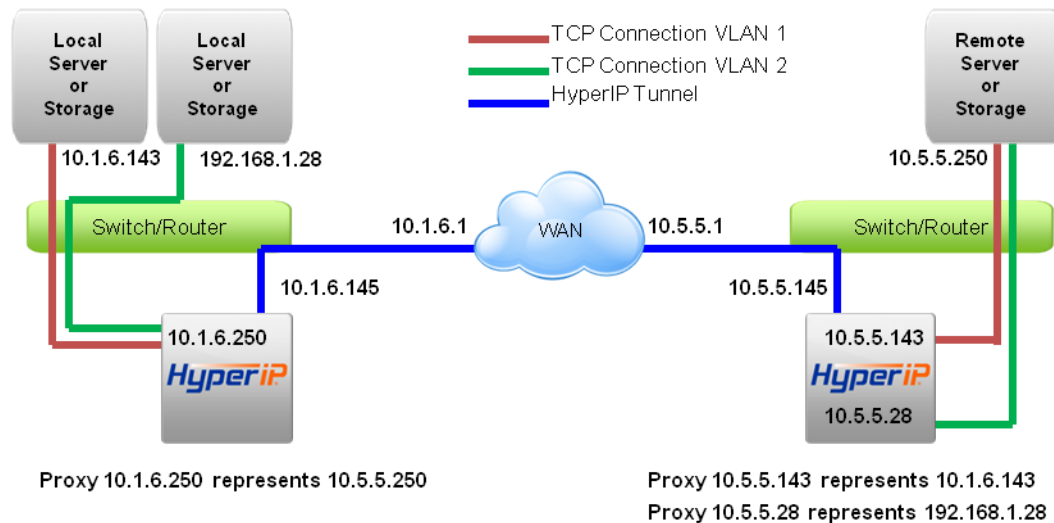 Local
Server
or
Storage
Local
Server
or
Storage
TCP Connection VLAN 1
TCP Connection VLAN 2
HyperIP Tunnel
Remote
Server
or
Storage
10.1.6.143
192.168.1.28
10.5.5.250
Switch/Router
10.1.6.1
WAN
10.5.5.1
Switch/Router
10.1.6.145
10.5.5.145
10.1.6.250
HyperIP
10.5.5.143
HyperIP
10.5.5.28
Proxy 10.1.6.250 represents 10.5.5.250
Proxy 10.5.5.143 represents 10.1.6.143
Proxy 10.5.5.28 represents 192.168.1.28